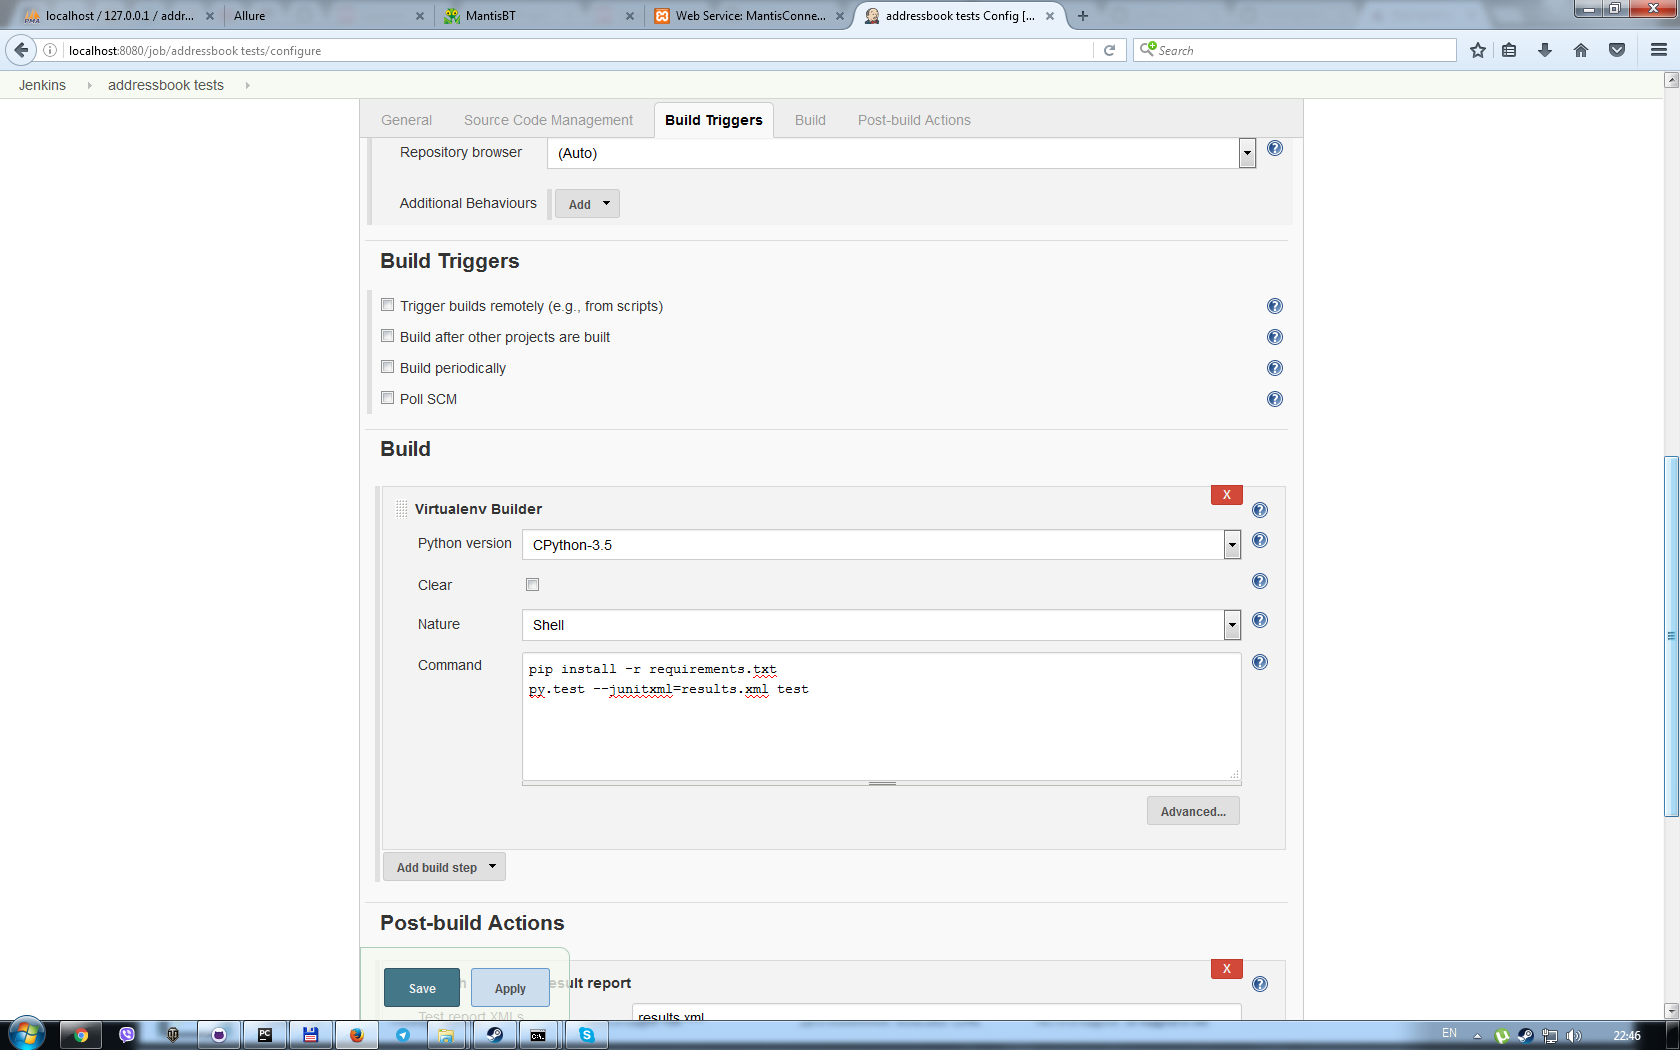 localhost / 127.0.0.1 / addr...
Allure
MantisBT
Web Service: MantisConne...
addressbook tests Config [...
localhost:8080/job/addressbook tests/configure
Search
Jenkins
addressbook tests
General
Source Code Management
Build Triggers
Build
Post-build Actions
Repository browser
(Auto)
Additional Behaviours
Add
Build Triggers
Trigger builds remotely (e.g., from scripts)
Build after other projects are built
Build periodically
Poll SCM
Build
X
Virtualenv Builder
Python version
CPython-3.5
Clear
Nature
Shell
Command
pip install -r requirements.txt
py.test --junitxml=results.xml test
Advanced...
Add build step
Post-build Actions
X
Save
Apply
esult report
Test report XMLs
results.xml
EN
22:46